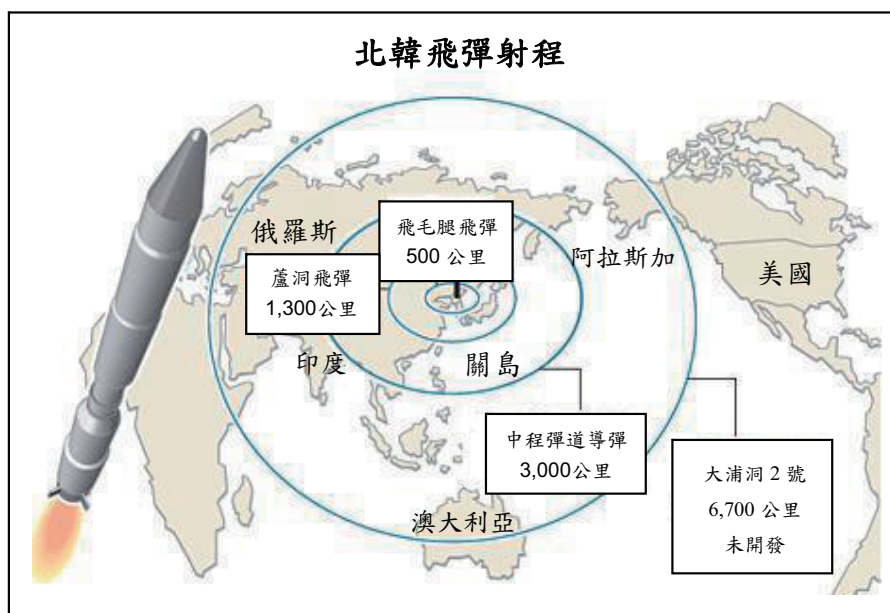 北韓飛彈射程
俄羅斯
飛毛腿飛彈
500 公里
阿拉斯加
美國
蘆洞飛彈
1,300公里
印度
關島
中程彈道導彈
3,000公里
大浦洞 2 號
6,700 公里
未開發
澳大利亞